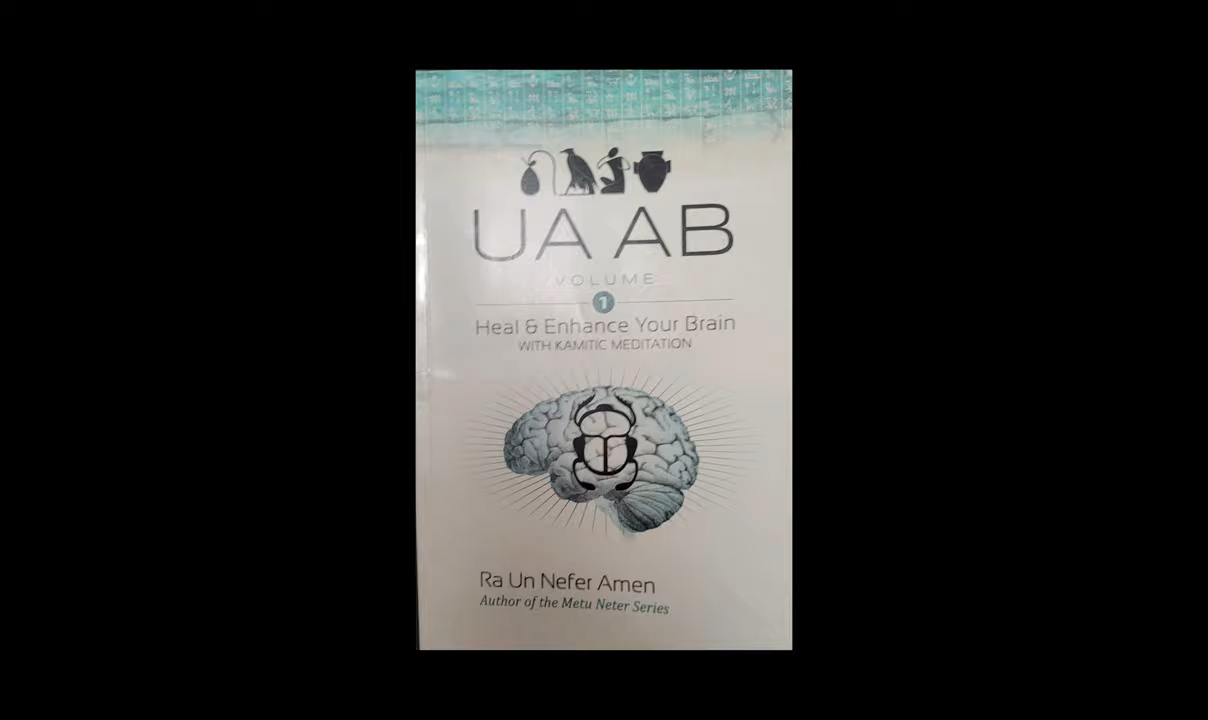 UA AB
VOLUME
1
Heal & Enhance Your Brain
WITH KAMITIC MEDITATION
Ra Un Nefer Amen
Author of the Metu Neter Series